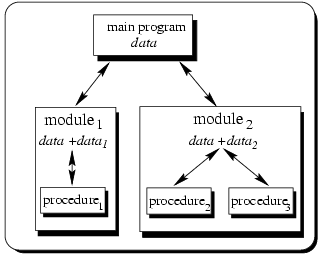 main program
data
module 1
data +data1
procedure1
module 2
data +data2
procedure2
procedure3